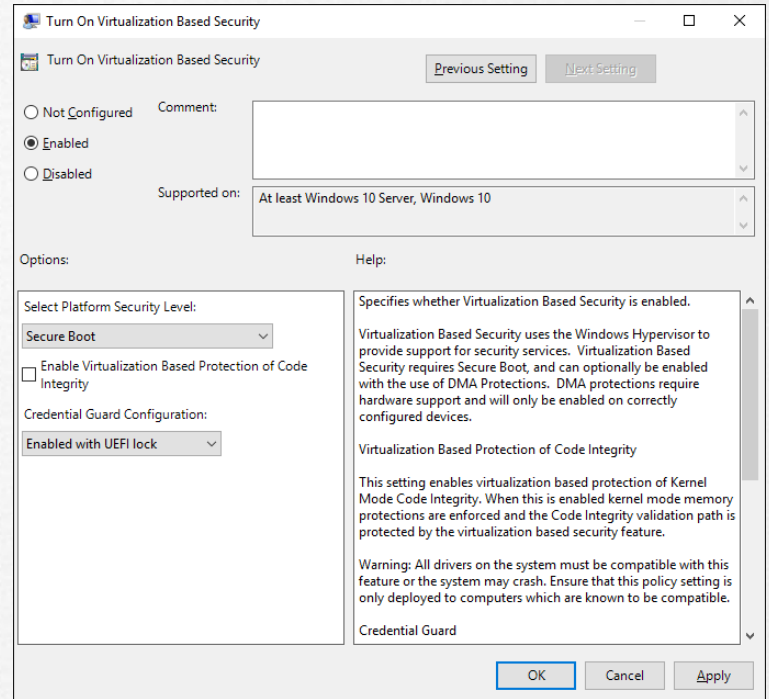 Turn On Virtualization Based Security
Turn On Virtualization Based Security
Previous Setting
Next Setting
Not Configured
Comment:
Enabled
Disabled
Supported on:
At least Windows 10 Server, Windows 10
Options:
Help:
Select Platform Security Level:
Secure Boot
Enable Virtualization Based Protection of Code
Integrity
Credential Guard Configuration:
Enabled with UEFI lock
Specifies whether Virtualization Based Security is enabled.
Virtualization Based Security uses the Windows Hypervisor to
provide support for security services. Virtualization Based
Security requires Secure Boot, and can optionally be enabled
with the use of DMA Protections. DMA protections require
hardware support and will only be enabled on correctly
configured devices.
Virtualization Based Protection of Code Integrity
This setting enables virtualization based protection of Kernel
Mode Code Integrity. When this is enabled kernel mode memory
protections are enforced and the Code Integrity validation path is
protected by the virtualization based security feature.
Warning: All drivers on the system must be compatible with this
feature or the system may crash. Ensure that this policy setting is
only deployed to computers which are known to be compatible.
Credential Guard
OK
Cancel
Apply